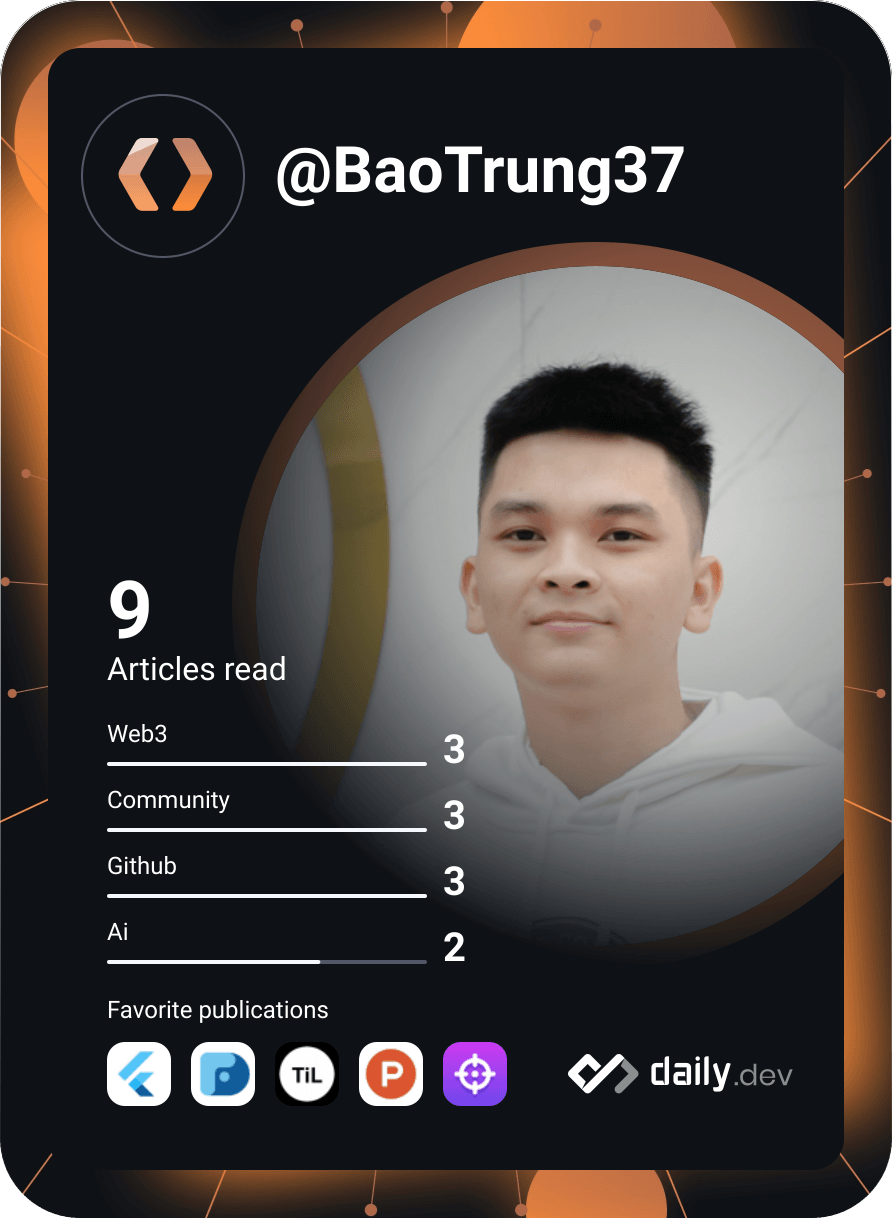 @BaoTrung37
9
Articles read
Web3
3
Community
3
Github
3
Ai
2
Favorite publications
TiL
P
daily.dev